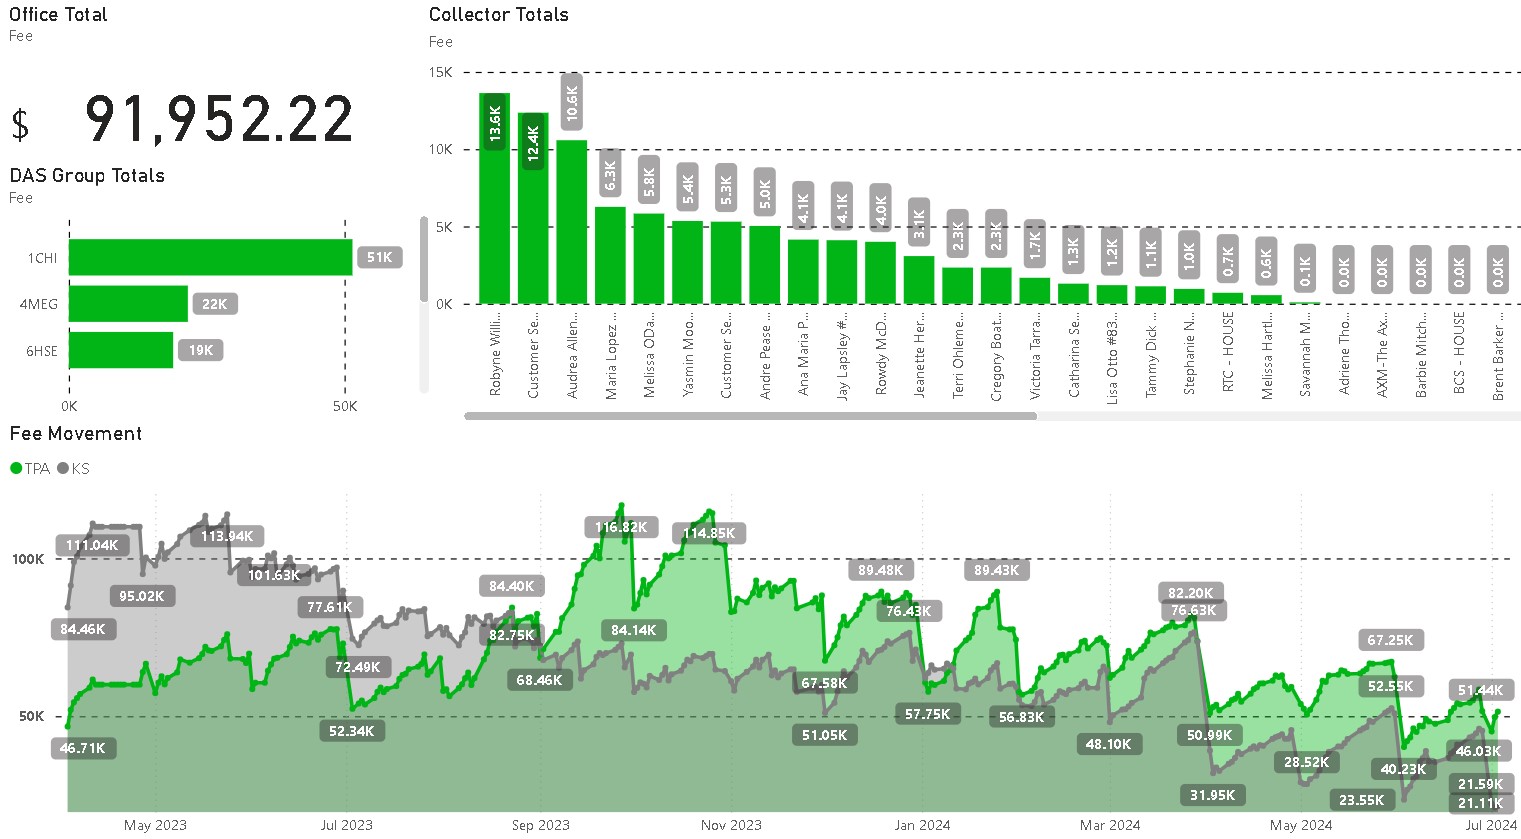 Office Total
Fee
$ 91,952.22
DAS Group Totals
Fee
1CHI
51K
4MEG
22K
6HSE
19K
0K
50K
Collector Totals
Fee
15K
10K
5K
0K
13.6K
12.4K
10.6K
6.3K
5.8K
5.4K
5.3K
5.0K
4.1K
4.1K
4.0K
3.1K
2.3K
2.3K
1.7K
1.3K
1.2K
1.1K
1.0K
0.7K
0.6K
0.1K
0.0K
0.0K
0.0K
0.0K
0.0K
Robyne Willi...
Customer Se...
Audrea Allen...
Maria Lopez ...
Melissa ODa...
Yasmin Moo...
Customer Se...
Andre Pease ...
Ana Maria P...
Jay Lapsley #...
Rowdy McD...
Jeanette Her...
Terri Ohleme...
Gregory Boat...
Victoria Tarra...
Catharina Se...
Lisa Otto #83...
Tammy Dick ...
Stephanie N...
RTC - HOUSE
Melissa Hartl...
Savannah M...
Adriene Tho...
AXM-The Ax...
Barbie Mitch...
BCS - HOUSE
Brent Barker ...
Fee Movement
TPA KS
100K
50K
111.04K
95.02K
84.46K
46.71K
113.94K
101.63K
77.61K
72.49K
52.34K
84.40K
82.75K
68.46K
116.82K
84.14K
114.85K
89.48K
76.43K
67.58K
51.05K
57.75K
89.43K
56.83K
48.10K
82.20K
76.63K
50.99K
31.95K
28.52K
67.25K
52.55K
40.23K
23.55K
51.44K
46.03K
21.59K
21.11K
May 2023
Jul 2023
Sep 2023
Nov 2023
Jan 2024
Mar 2024
May 2024
Jul 2024